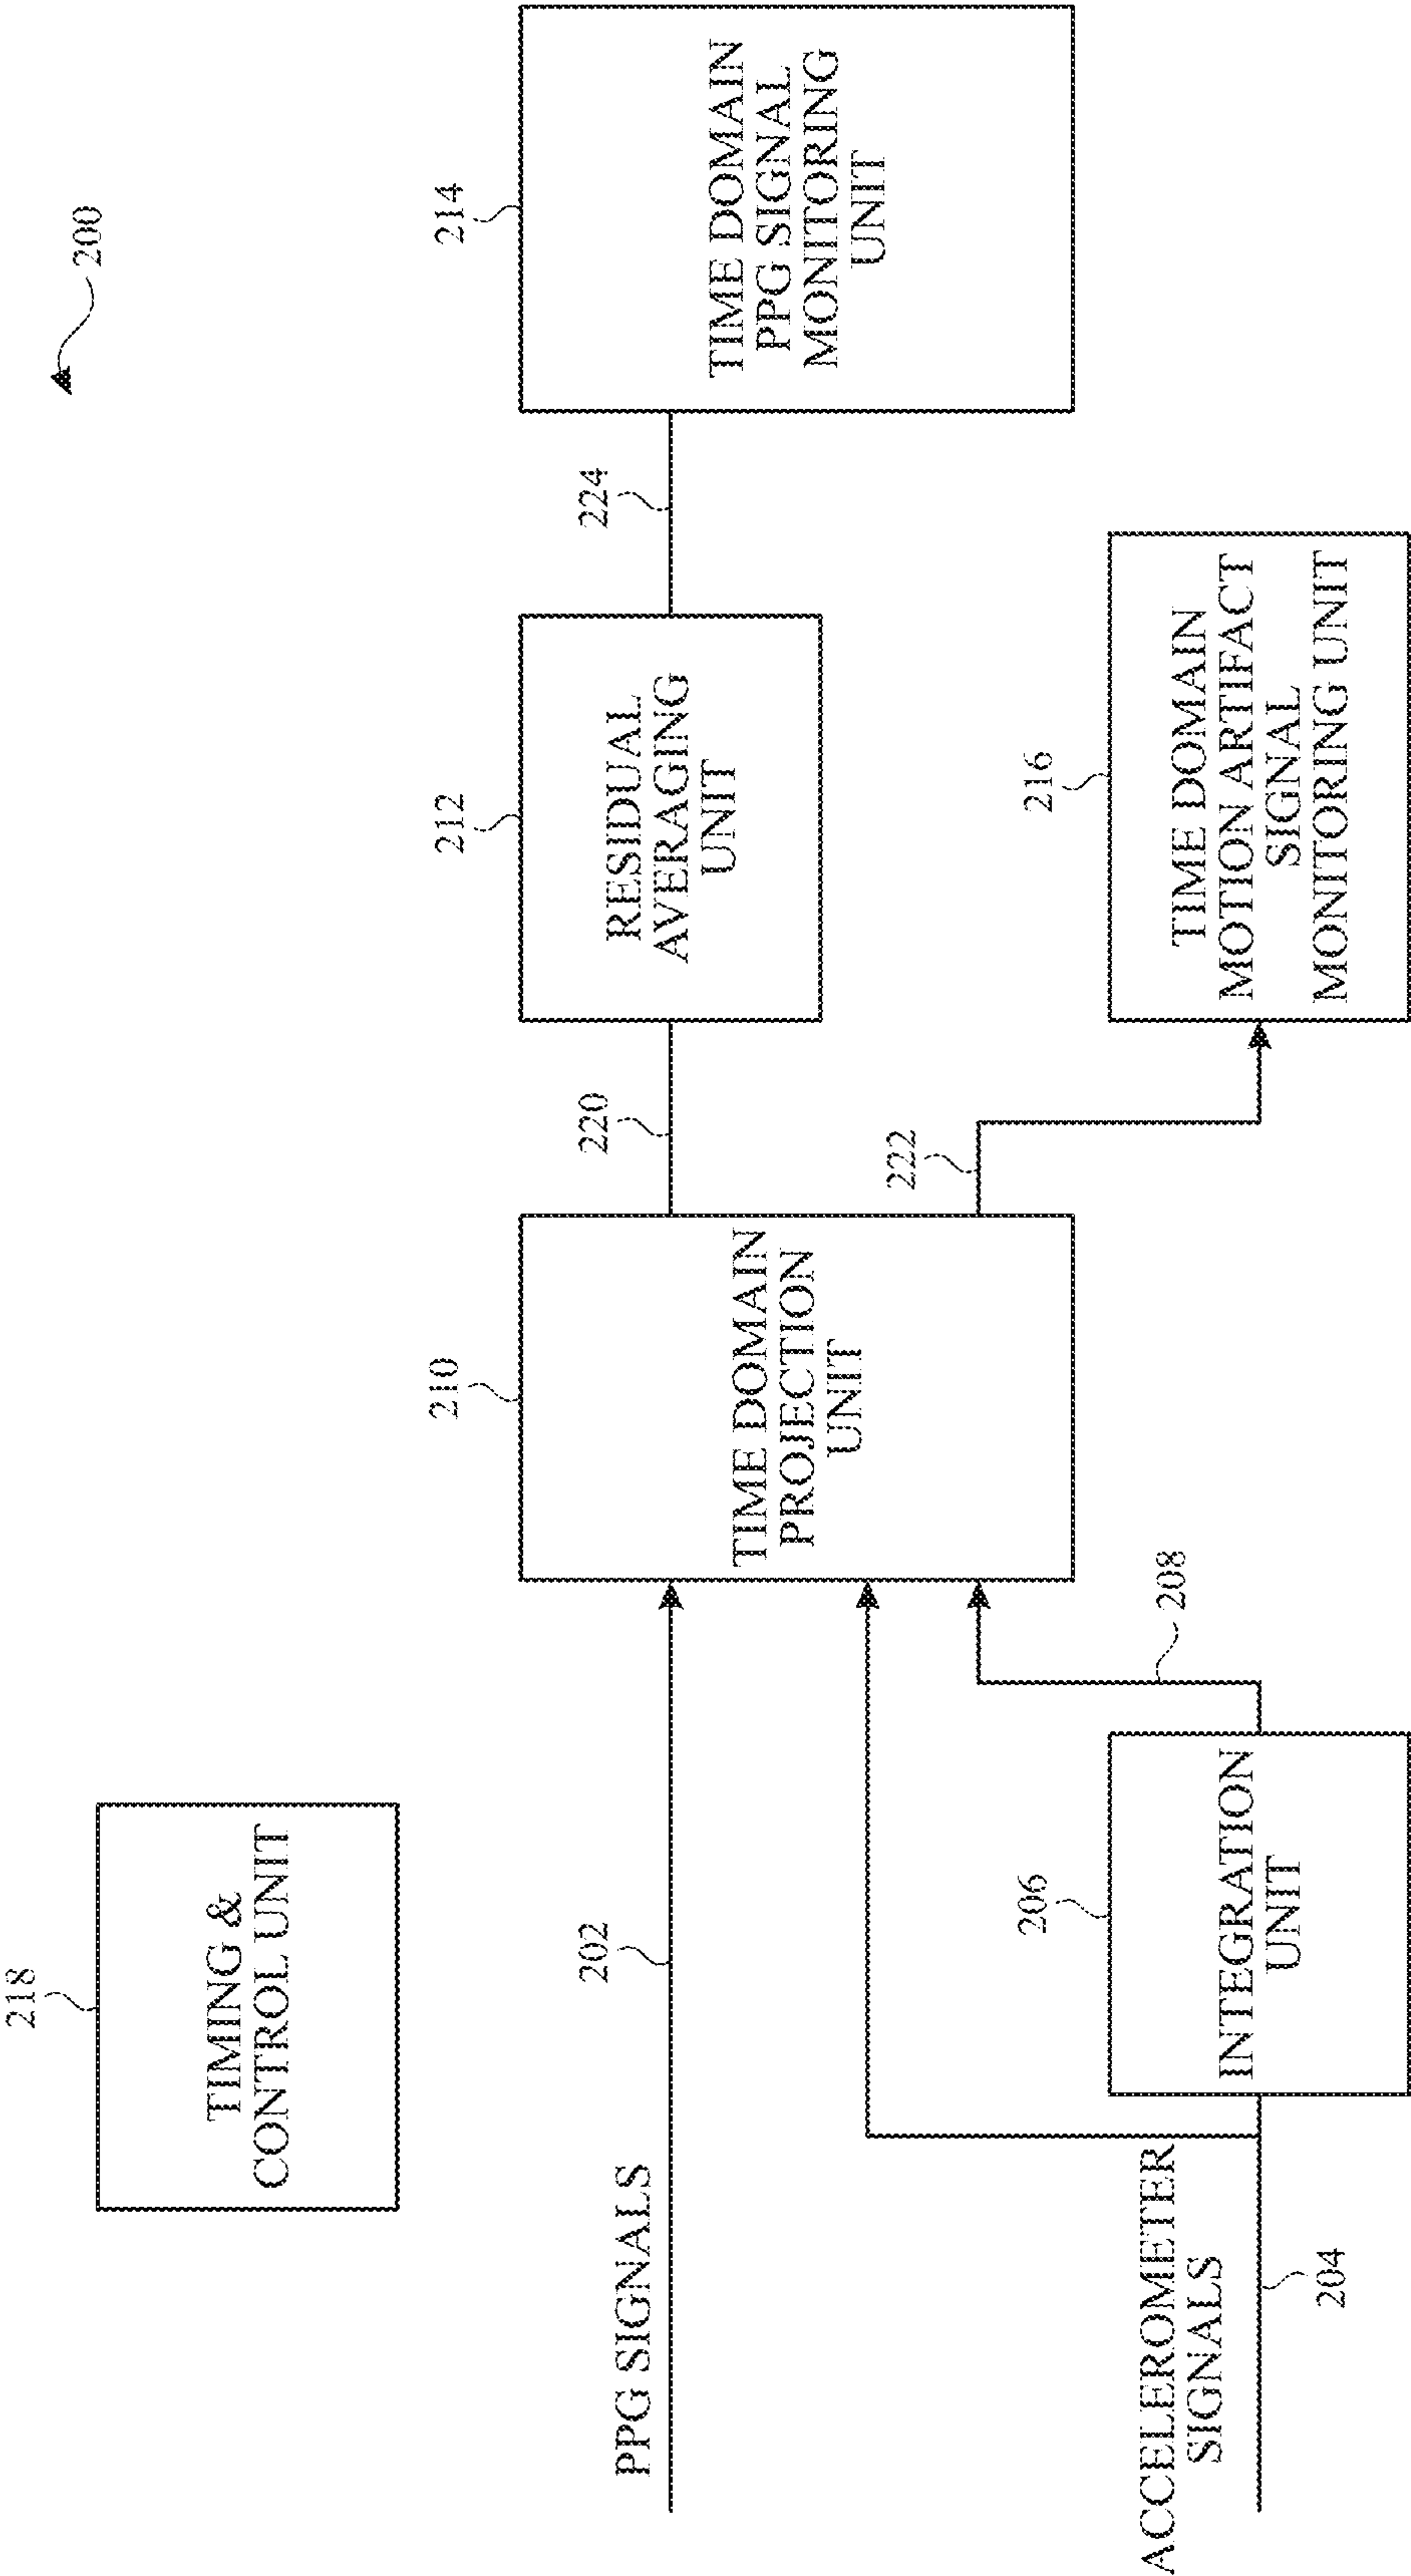 200
218
TIMING &
CONTROL UNIT
PPG SIGNALS
202
210
TIME DOMAIN
PROJECTION
UNIT
220
212
RESIDUAL
AVERAGING
UNIT
224
214
TIME DOMAIN
PPG SIGNAL
MONITORING
UNIT
ACCELEROMETER
SIGNALS
204
206
INTEGRATION
UNIT
208
222
216
TIME DOMAIN
MOTION ARTIFACT
SIGNAL
MONITORING UNIT